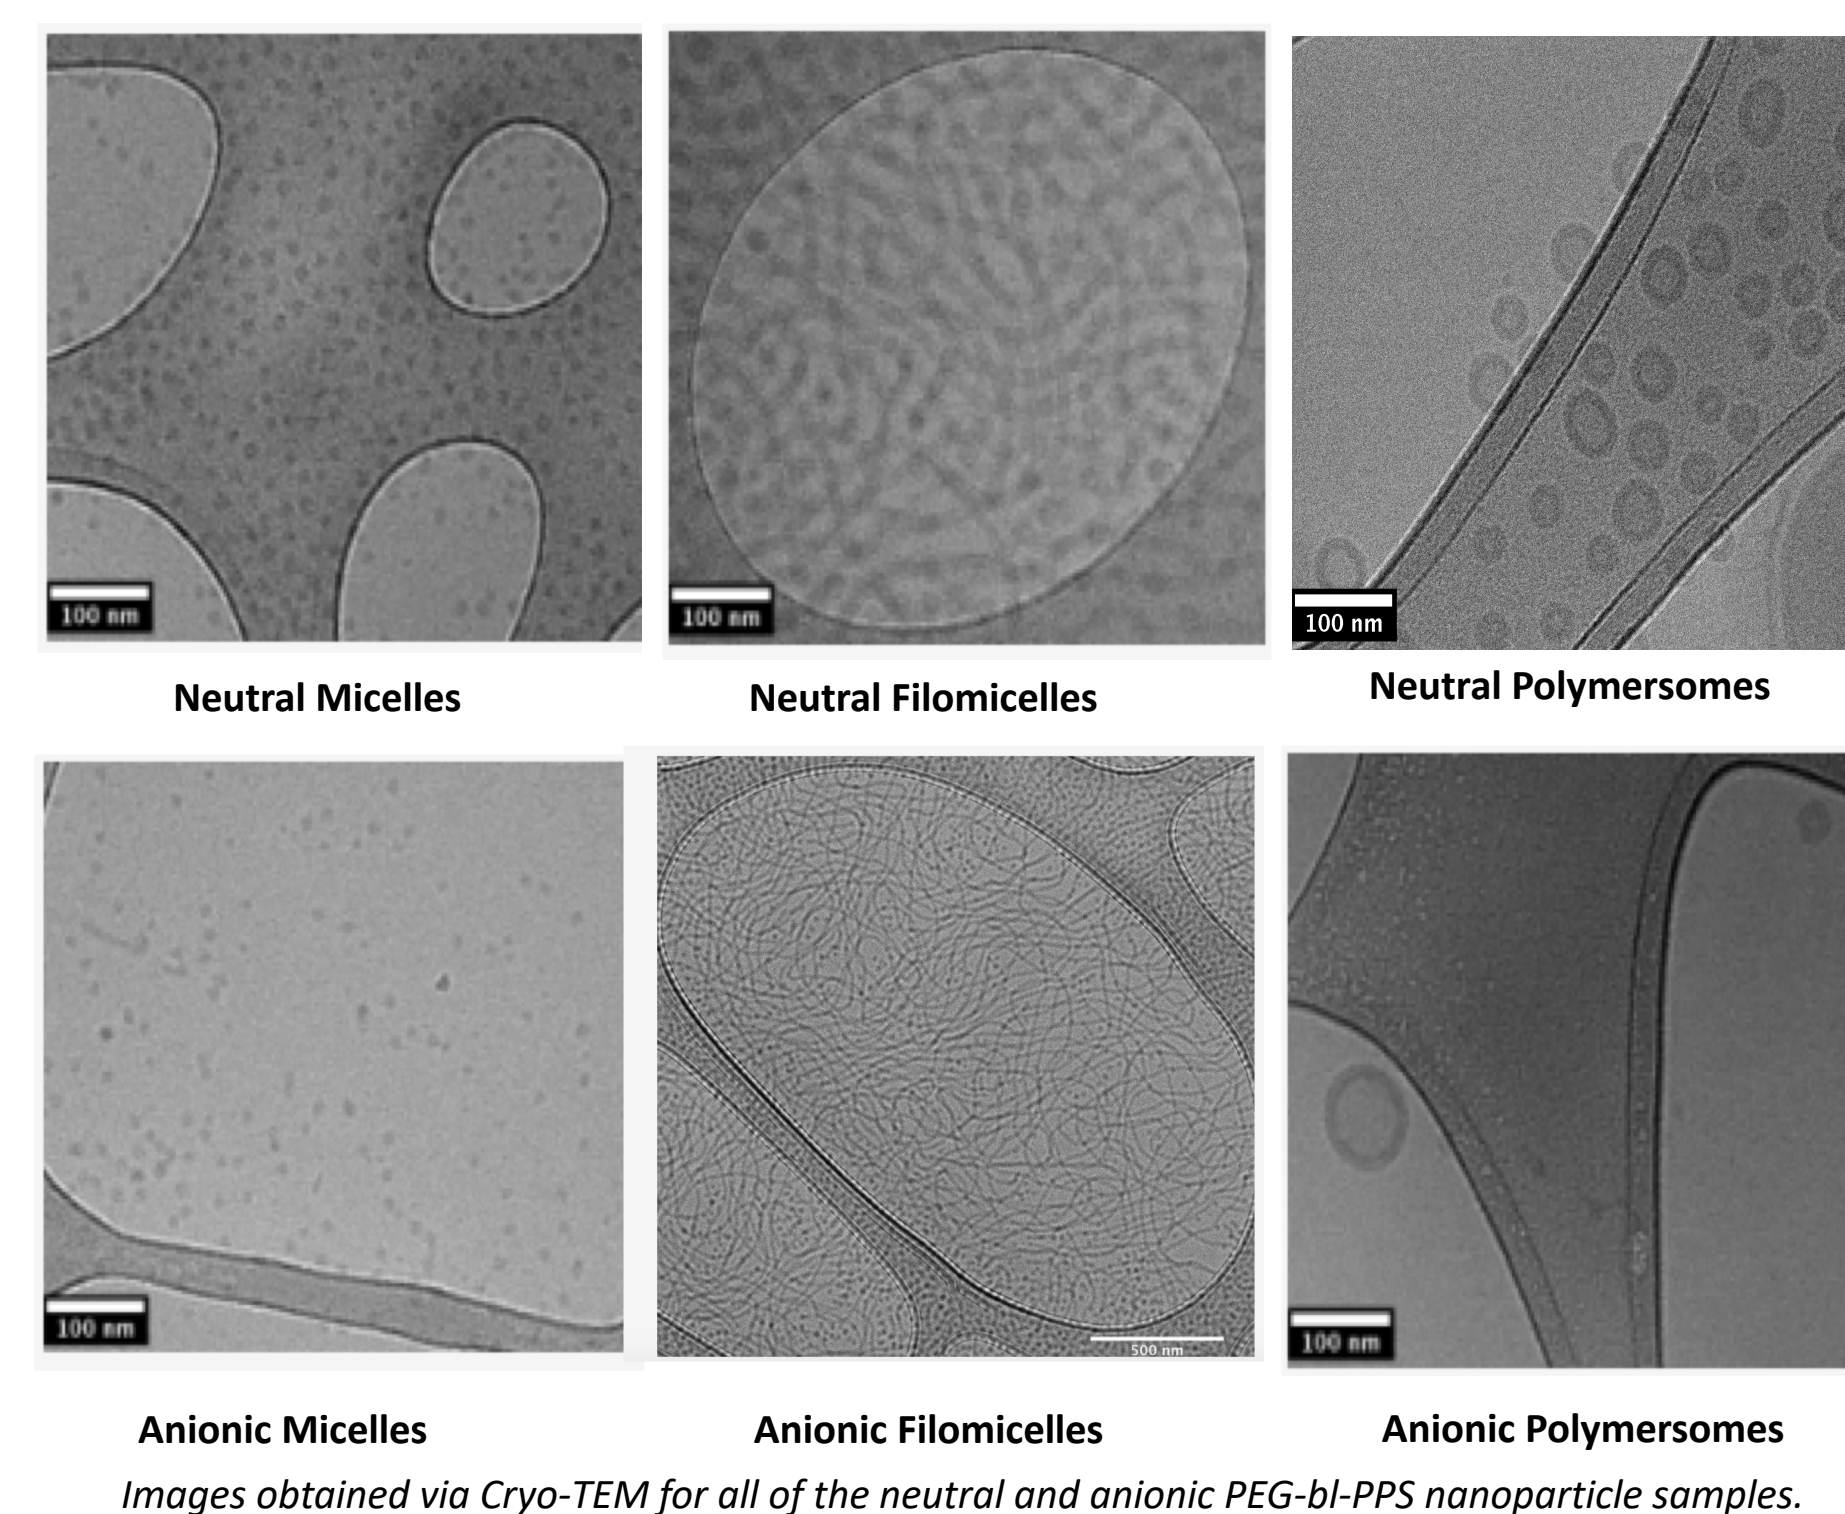 100 nm
100 nm
100 nm
Neutral Micelles
Neutral Filomicelles
Neutral Polymersomes
100 nm
500 nm
100 nm
Anionic Micelles
Anionic Filomicelles
Anionic Polymersomes
Images obtained via Cryo-TEM for all of the neutral and anionic PEG-bl-PPS nanoparticle samples.